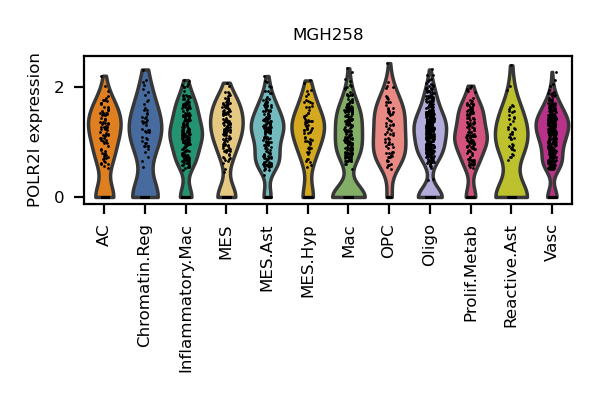 MGH258
POLR2I expression
2
0
AC
Chromatin.Reg
Inflammatory.Mac
MES
MES.Ast
MES.Hyp
Mac
OPC
Oligo
Prolif.Metab
Reactive.Ast
Vasc